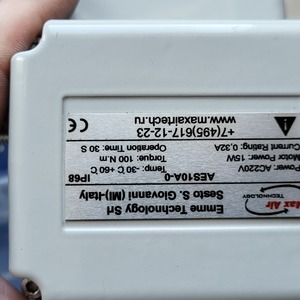 Max Air
TECHNOLOGY
Emme Technology Srl
Sesto S. Giovanni (MI)-Italy
AES10A-0 IP68
Power: AC220V Temp: -30°C +60°C
Motor Power: 15W Torque: 100 N.m
Current Rating: 0,32A Operation Time: 30 S
+7(495)617-12-23
www.maxairtech.ru
CE